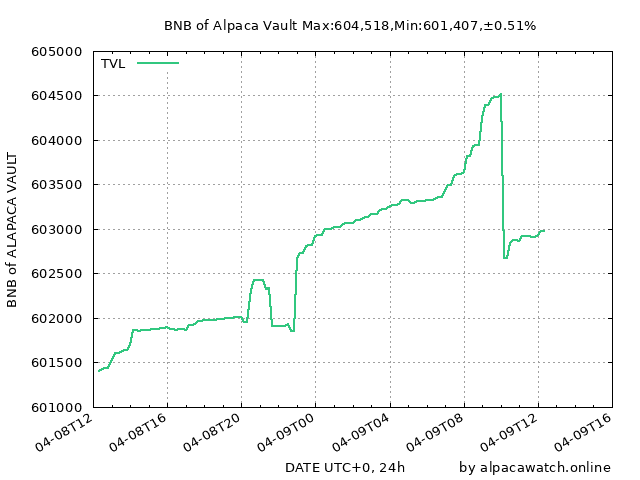 BNB of Alpaca Vault Max:604,518,Min:601,407,±0.51%
TVL
BNB of ALAPACA VAULT
605000
604500
604000
603500
603000
602500
602000
601500
601000
04-08T12
04-08T16
04-08T20
04-09T00
04-09T04
04-09T08
04-09T12
04-09T16
DATE UTC+0, 24h
by alpacawatch.online